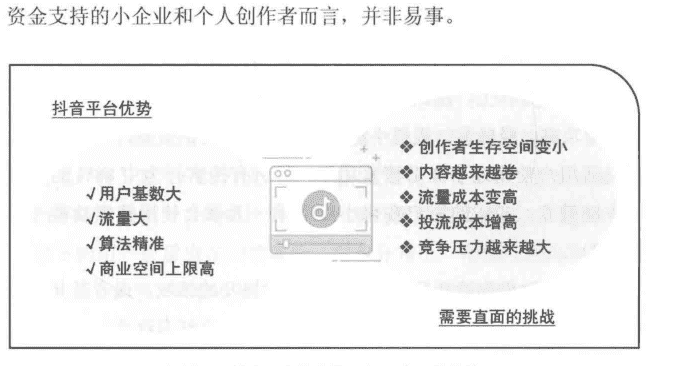 资金支持的小企业和个人创作者而言，并非易事。
抖音平台优势
√用户基数大
√流量大
√算法精准
√商业空间上限高
❖ 创作者生存空间变小
❖ 内容越来越卷
❖ 流量成本变高
❖ 投流成本增高
❖ 竞争压力越来越大
需要直面的挑战